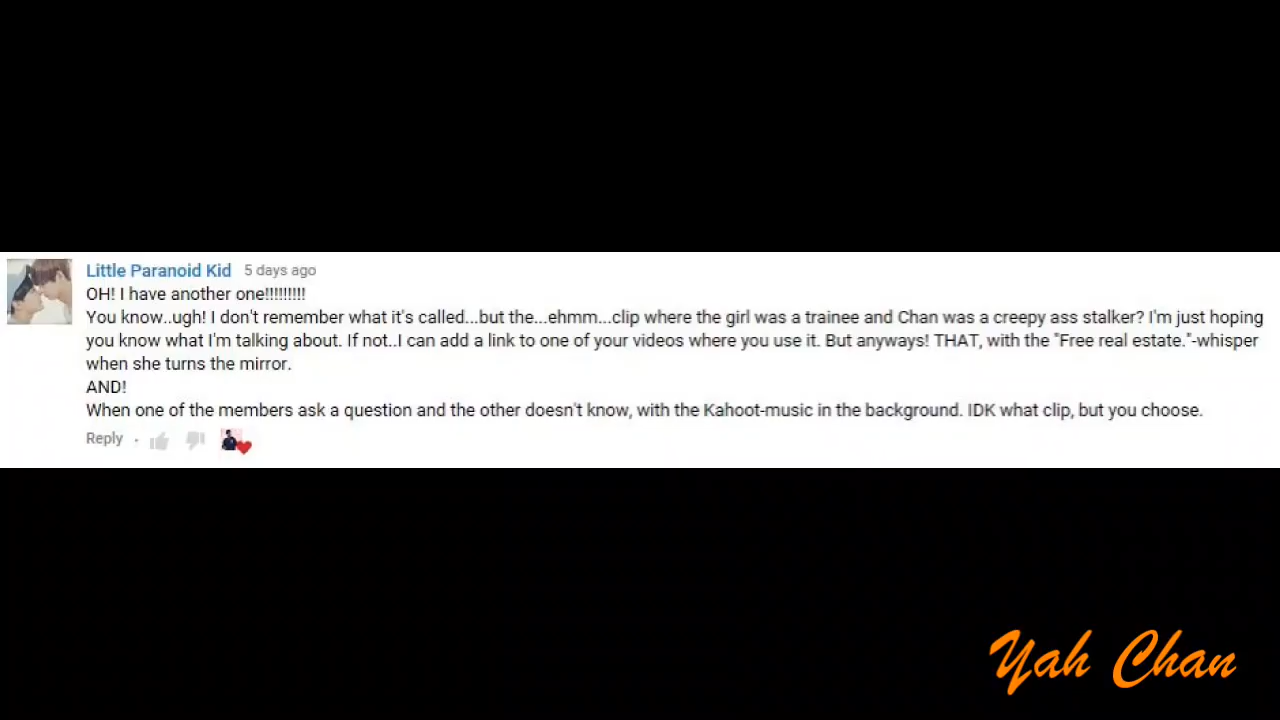 Little Paranoid Kid 5 days ago
OH! I have another one!!!!!!!!!
You know..ugh! I don't remember what it's called...but the...ehmm...clip where the girl was a trainee and Chan was a creepy ass stalker? I'm just hoping
you know what I'm talking about. If not..I can add a link to one of your videos where you use it. But anyways! THAT, with the "Free real estate."-whisper
when she turns the mirror.
AND!
When one of the members ask a question and the other doesn't know, with the Kahoot-music in the background. IDK what clip, but you choose.
Reply
Yah Chan